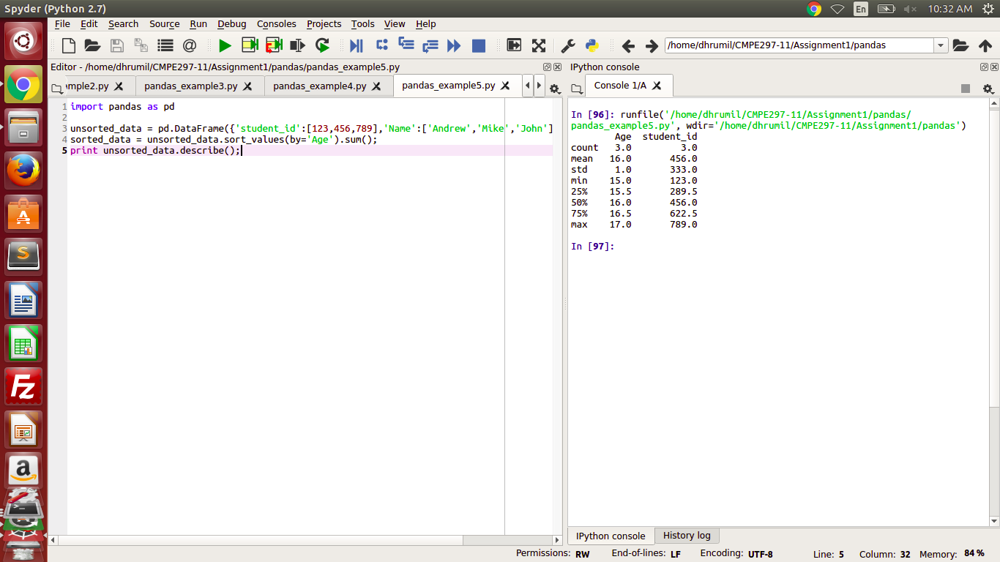 Spyder (Python 2.7)
En
10:32 AM
File Edit Search Source Run Debug Consoles Projects Tools View Help
@
/home/dhrumil/CMPE297-11/Assignment1/pandas
Editor - /home/dhrumil/CMPE297-11/Assignment1/pandas/pandas_example5.py
mple2.py pandas_example3.py pandas_example4.py pandas_example5.py
1 import pandas as pd
2
3 unsorted_data = pd.DataFrame({'student_id':[123,456,789],'Name':['Andrew','Mike','John']
4 sorted_data = unsorted_data.sort_values(by='Age').sum();
5 print unsorted_data.describe();
IPython console
Console 1/A
In [96]: runfile('/home/dhrumil/CMPE297-11/Assignment1/pandas/
pandas_example5.py', wdir='/home/dhrumil/CMPE297-11/Assignment1/pandas')
Age student_id
count 3.0 3.0
mean 16.0 456.0
std 1.0 333.0
min 15.0 123.0
25% 15.5 289.5
50% 16.0 456.0
75% 16.5 622.5
max 17.0 789.0
In [97]:
IPython console History log
Permissions: RW End-of-lines: LF Encoding: UTF-8 Line: 5 Column: 32 Memory: 84 %
A
S
Fz
a